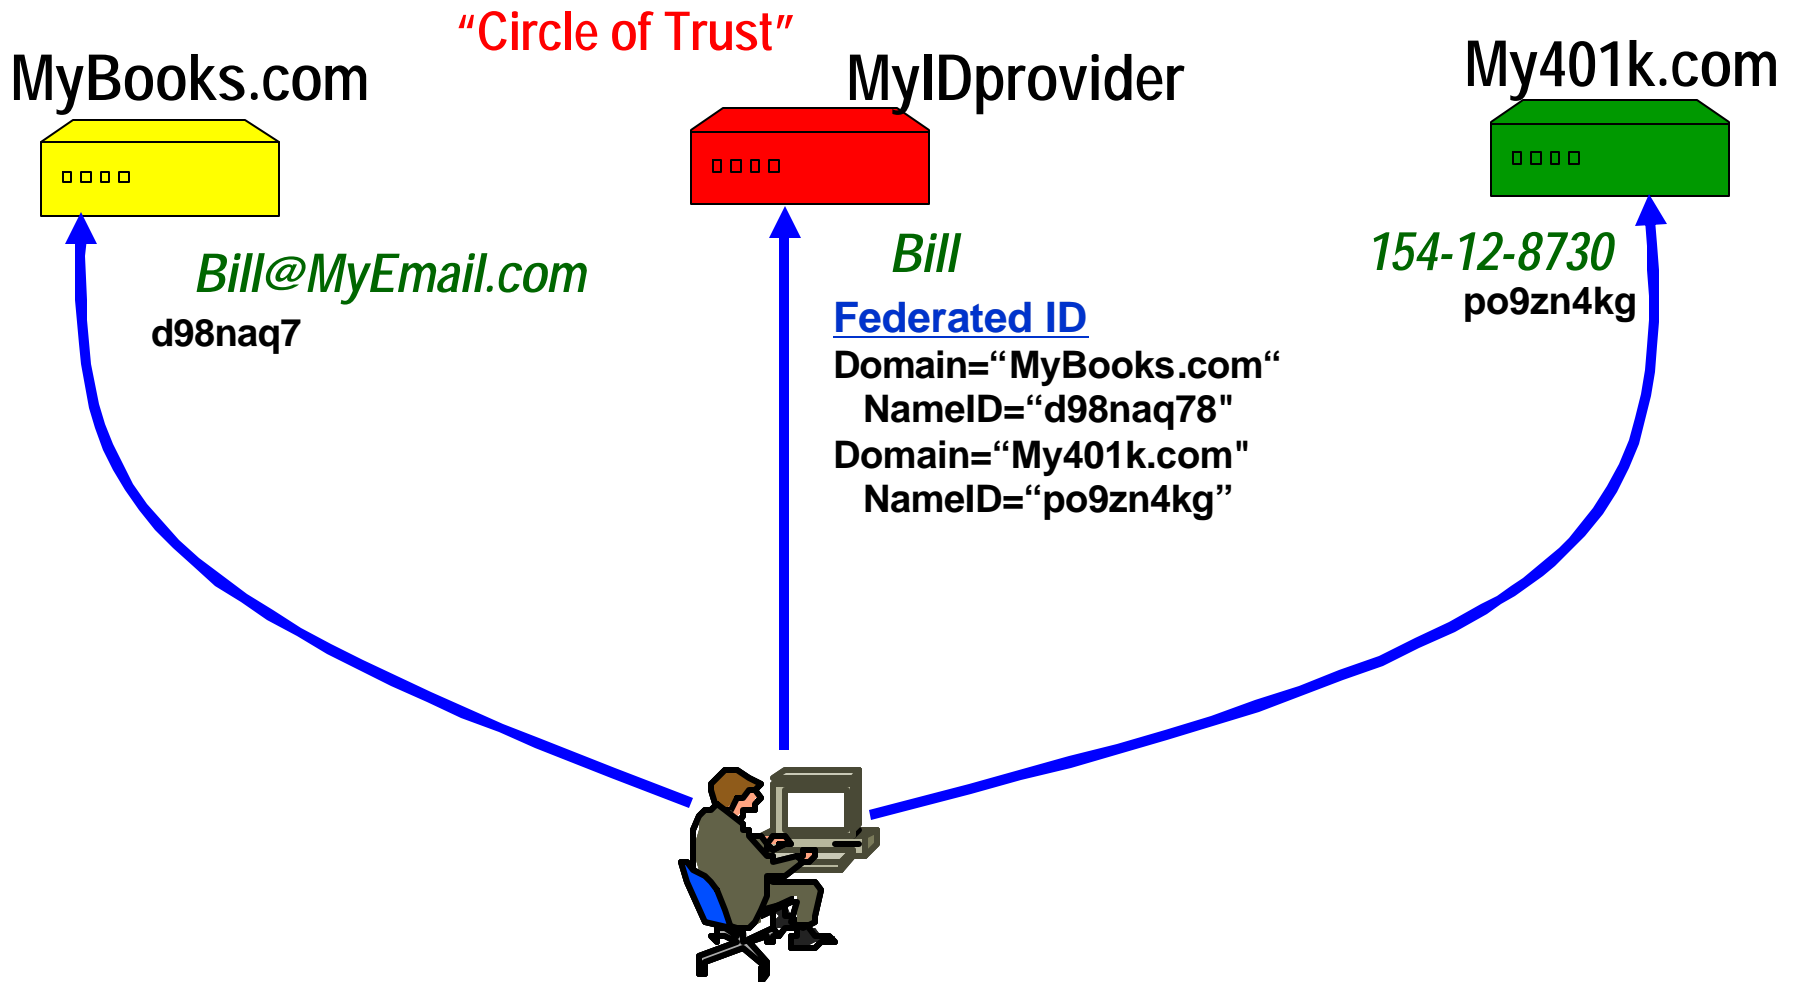 “Circle of Trust”
MyBooks.com
MyIDprovider
My401k.com
Bill@MyEmail.com
d98naq7
Bill
Federated ID
Domain=“MyBooks.com“
NameID=“d98naq78"
Domain=“My401k.com"
NameID=“po9zn4kg”
154-12-8730
po9zn4kg